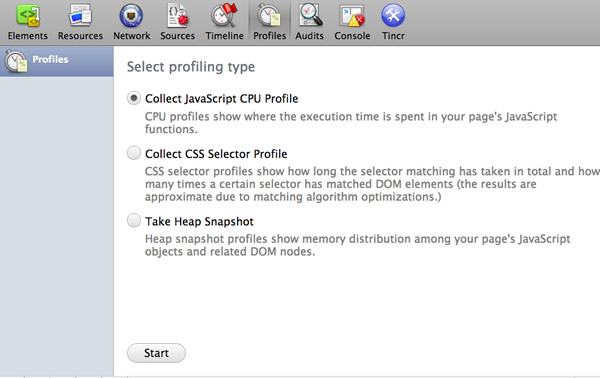 Elements Resources Network Sources Timeline Profiles Audits Console Tincr
Profiles
Select profiling type
Collect JavaScript CPU Profile
CPU profiles show where the execution time is spent in your page's JavaScript
functions.
Collect CSS Selector Profile
CSS selector profiles show how long the selector matching has taken in total and how
many times a certain selector has matched DOM elements (the results are
approximate due to matching algorithm optimizations.)
Take Heap Snapshot
Heap snapshot profiles show memory distribution among your page's JavaScript
objects and related DOM nodes.
Start